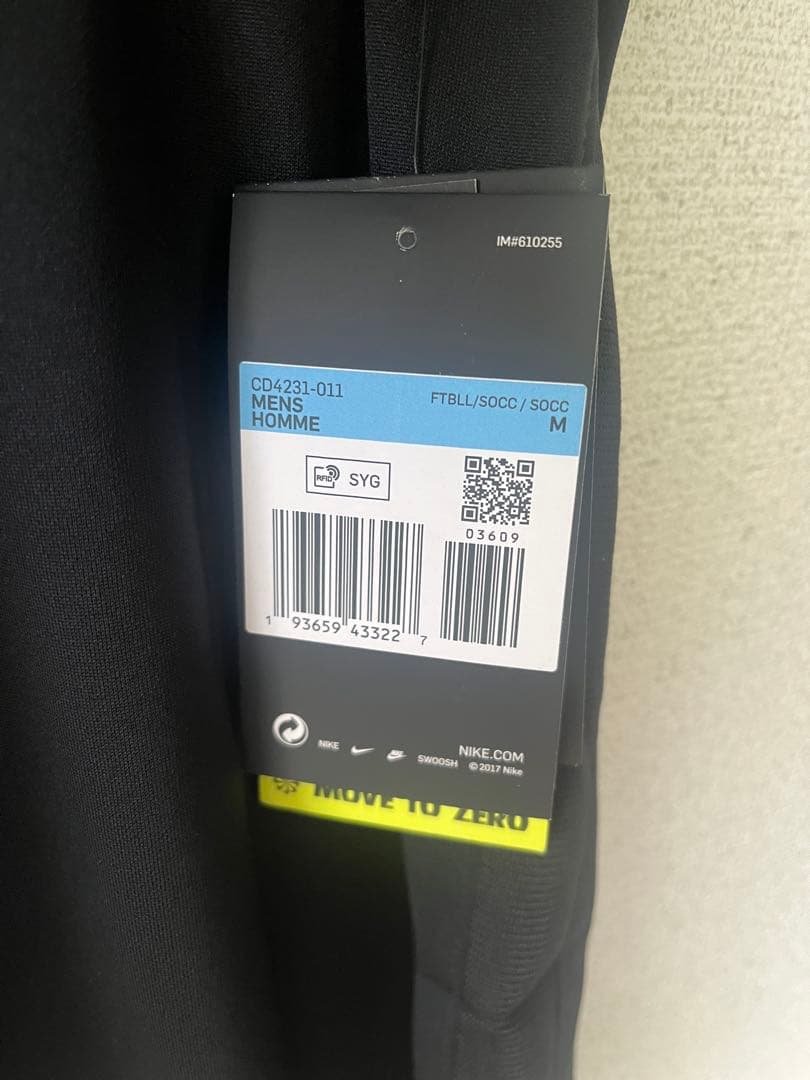 IM#610255
CD4231-011
FTBLL/SOCC / SOCC
MENS
M
HOMME
RFID SYG
03609
1 93659 43322 7
NIKE.COM
NIKE SWOOSH ©2017 Nike
MOVE TO ZERO